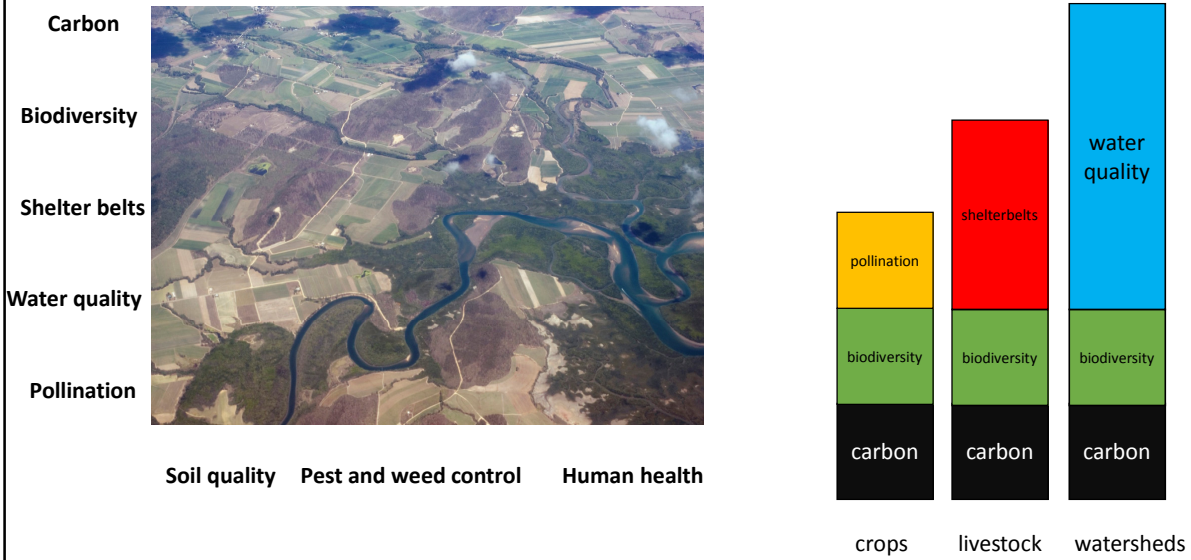 Carbon
Biodiversity
Shelter belts
Water quality
Pollination
Soil quality
Pest and weed control
Human health
water
quality
shelterbelts
pollination
biodiversity
biodiversity
biodiversity
carbon
carbon
carbon
crops
livestock
watersheds